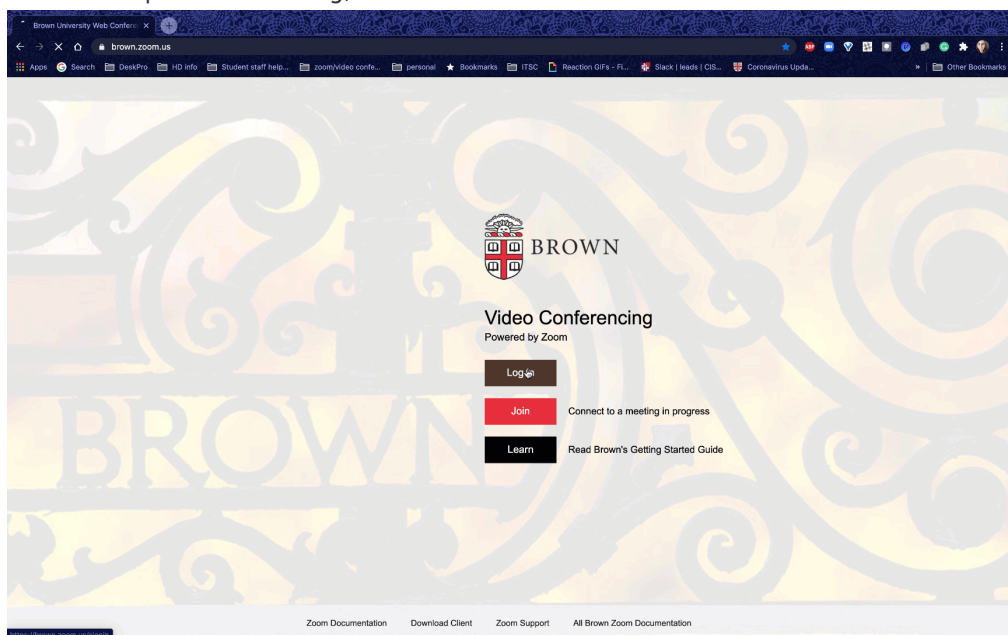 Brown University Web Confere
brown.zoom.us
Apps Search DeskPro HD info Student staff help... zoom/video confe... personal Bookmarks ITSC Reaction GIFs - Fi... Slack | leads | CIS... Coronavirus Upda... » Other Bookmarks
BROWN
Video Conferencing
Powered by Zoom
Log in
Join Connect to a meeting in progress
Learn Read Brown's Getting Started Guide
BROWN
Zoom Documentation Download Client Zoom Support All Brown Zoom Documentation